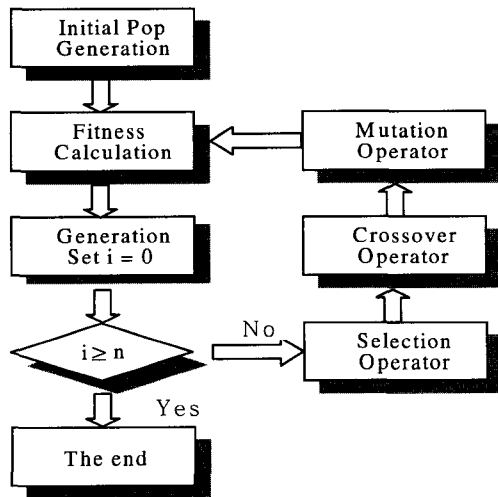 Initial Pop
Generation
Fitness
Calculation
Mutation
Operator
Generation
Set i = 0
Crossover
Operator
i ≥ n
No
Selection
Operator
Yes
The end